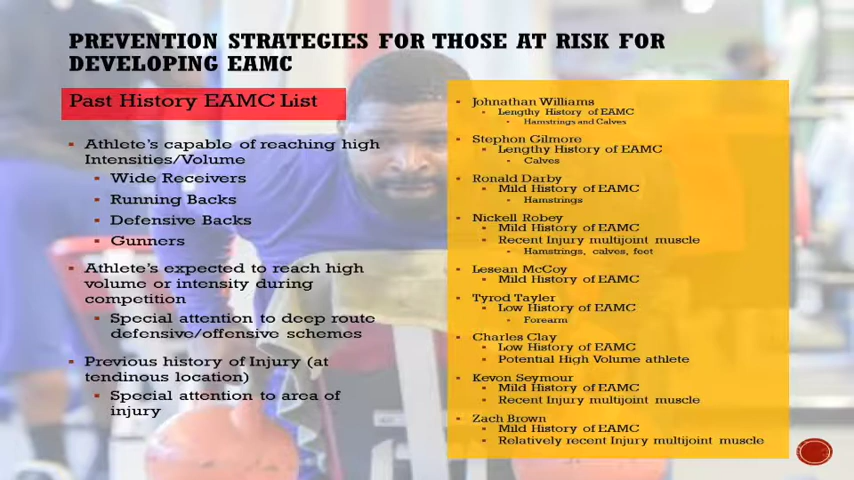 PREVENTION STRATEGIES FOR THOSE AT RISK FOR
DEVELOPING EAMC
Past History EAMC List
Athlete's capable of reaching high
Intensities/Volume
Wide Receivers
Running Backs
Defensive Backs
Gunners
Athlete's expected to reach high
volume or intensity during
competition
Special attention to deep route
defensive/offensive schemes
Previous history of Injury (at
tendinous location)
Special attention to area of
injury
Johnathan Williams
Lengthy History of EAMC
Hamstrings and Calves
Stephon Gilmore
Lengthy History of EAMC
Calves
Ronald Darby
Mild History of EAMC
Hamstrings
Nickell Robey
Mild History of EAMC
Recent Injury multijoint muscle
Hamstrings, calves, feet
Lesean McCoy
Mild History of EAMC
Tyrod Tayler
Low History of EAMC
Forearm
Charles Clay
Low History of EAMC
Potential High Volume athlete
Kevon Seymour
Mild History of EAMC
Recent Injury multijoint muscle
Zach Brown
Mild History of EAMC
Relatively recent Injury multijoint muscle